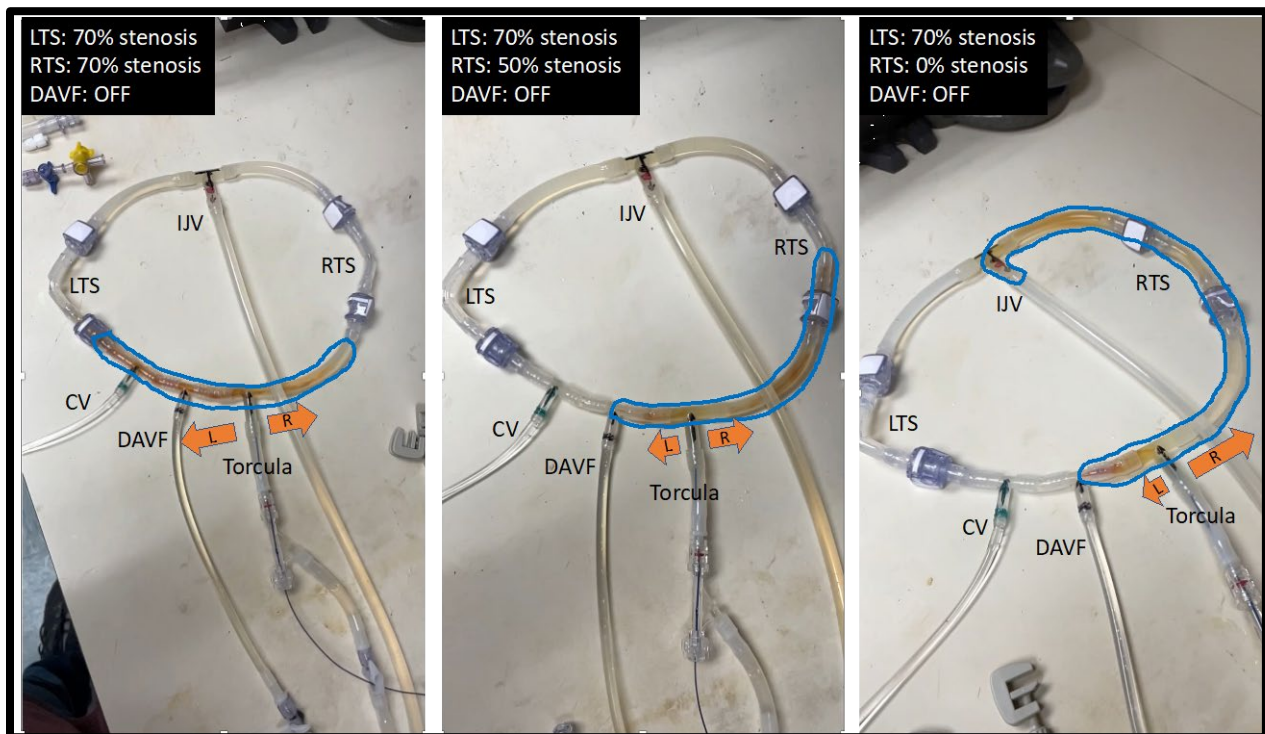 LTS: 70% stenosis
RTS: 70% stenosis
DAVF: OFF
IJV
RTS
LTS
CV
DAVF
L
R
Torcula
LTS: 70% stenosis
RTS: 50% stenosis
DAVF: OFF
IJV
RTS
LTS
CV
DAVF
L
R
Torcula
LTS: 70% stenosis
RTS: 0% stenosis
DAVF: OFF
RTS
IJV
LTS
CV
DAVF
L
R
Torcula